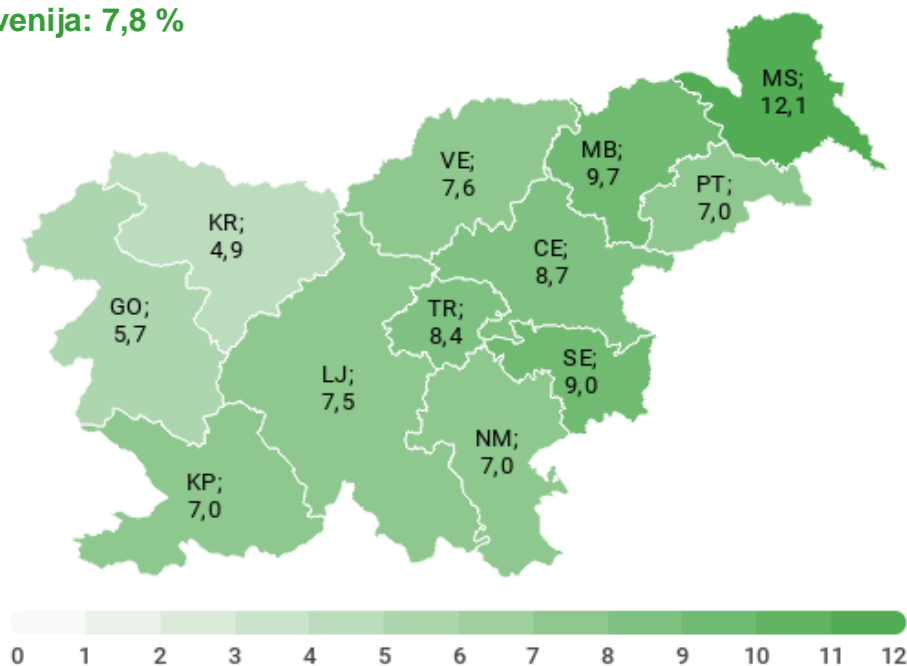 venija: 7,8 %
MS;
12,1
VE;
7,6
MB;
9,7
PT;
7,0
KR;
4,9
CE;
8,7
GO;
5,7
TR;
8,4
LJ;
7,5
SE;
9,0
NM;
7,0
KP;
7,0
0 1 2 3 4 5 6 7 8 9 10 11 12